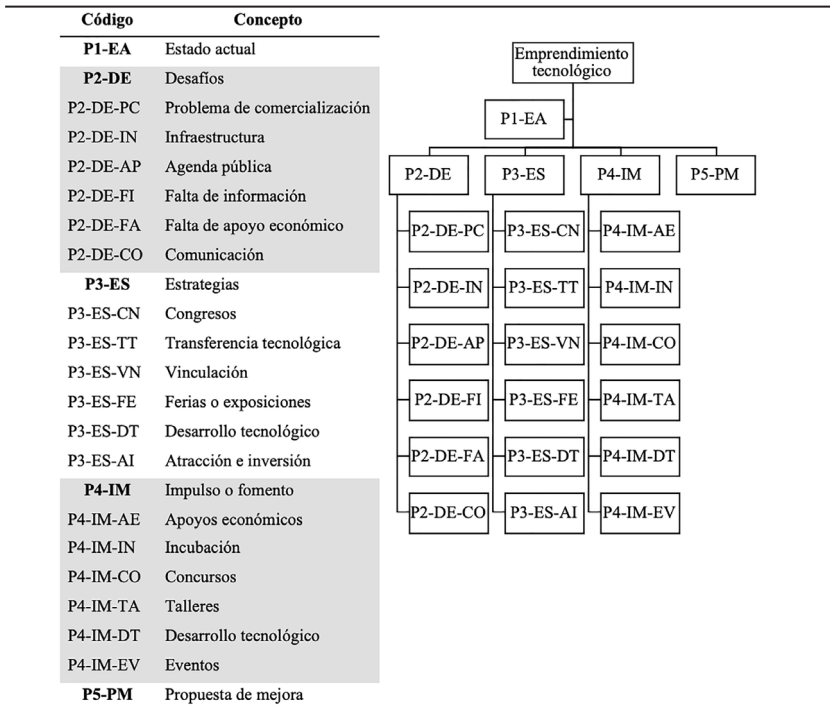 Código Concepto
P1-EA Estado actual
P2-DE Desafíos
P2-DE-PC Problema de comercialización
P2-DE-IN Infraestructura
P2-DE-AP Agenda pública
P2-DE-FI Falta de información
P2-DE-FA Falta de apoyo económico
P2-DE-CO Comunicación
P3-ES Estrategias
P3-ES-CN Congresos
P3-ES-TT Transferencia tecnológica
P3-ES-VN Vinculación
P3-ES-FE Ferias o exposiciones
P3-ES-DT Desarrollo tecnológico
P3-ES-AI Atracción e inversión
P4-IM Impulso o fomento
P4-IM-AE Apoyos económicos
P4-IM-IN Incubación
P4-IM-CO Concursos
P4-IM-TA Talleres
P4-IM-DT Desarrollo tecnológico
P4-IM-EV Eventos
P5-PM Propuesta de mejora
Emprendimiento
tecnológico
P1-EA
P2-DE P3-ES P4-IM P5-PM
P2-DE-PC P3-ES-CN P4-IM-AE
P2-DE-IN P3-ES-TT P4-IM-IN
P2-DE-AP P3-ES-VN P4-IM-CO
P2-DE-FI P3-ES-FE P4-IM-TA
P2-DE-FA P3-ES-DT P4-IM-DT
P2-DE-CO P3-ES-AI P4-IM-EV